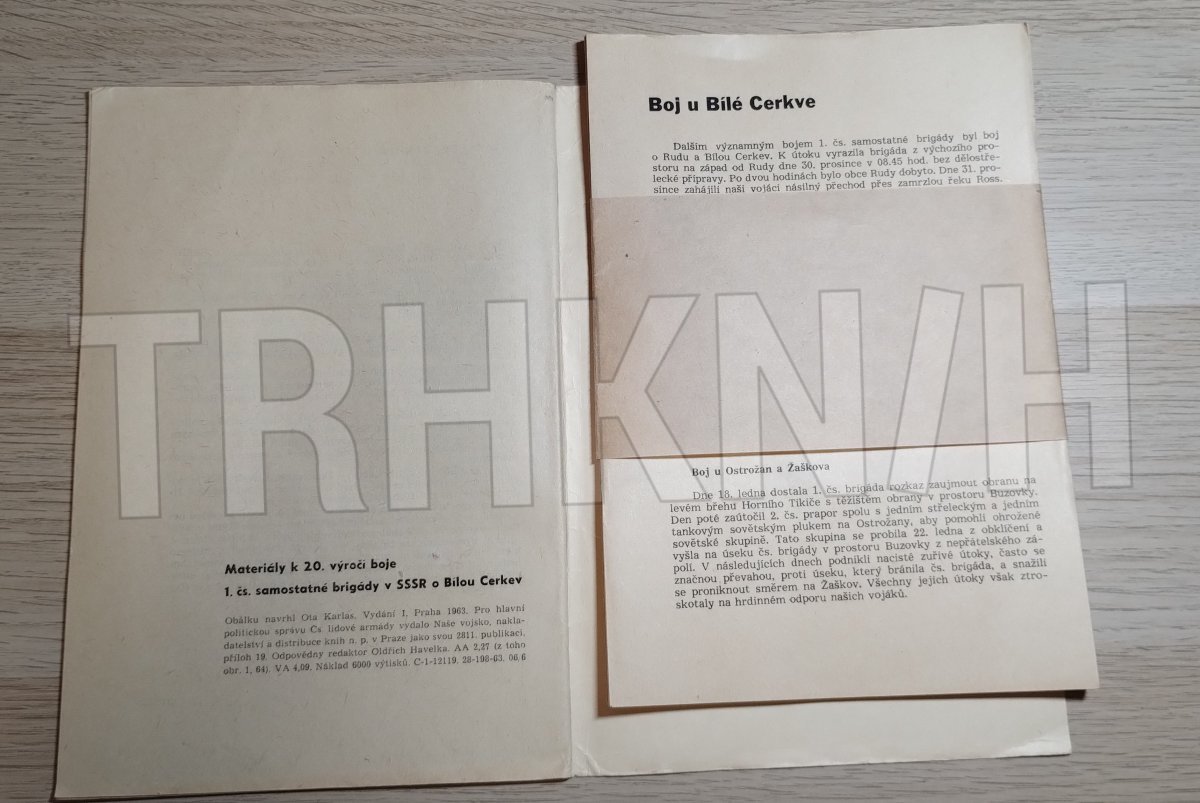 Materiály k 20. výročí boje
1. čs. samostatné brigády v SSSR o Bílou Cerkev
Obálku navrhl Ota Karlas. Vydání I, Praha 1963. Pro hlavní
politickou správu Čs. lidové armády vydalo Naše vojsko, nakla-
datelství a distribuce knih n. p. v Praze jako svou 2811. publikaci,
příloh 19. Odpovědný redaktor Oldřich Havelka. AA 2,27 (z toho
obr. 1,64), VA 4,09. Náklad 6000 výtisků. C-1-12119. 28-198-63. 06,6
Boj u Bílé Cerkve
Dalším významným bojem 1. čs. samostatné brigády byl boj
o Rudu a Bílou Cerkev. K útoku vyrazila brigáda z výchozího pro-
storu na západ od Rudy dne 30. prosince v 08.45 hod. bez dělostře-
lecké přípravy. Po dvou hodinách bylo obce Rudy dobyto. Dne 31. pro-
since zahájili naši vojáci násilný přechod přes zamrzlou řeku Ross.
Boj u Ostrožan a Žaškova
Dne 18. ledna dostala 1. čs. brigáda rozkaz zaujmout obranu na
levém břehu Horního Tikiče s těžištěm obrany v prostoru Buzovky.
Den poté zaútočil 2. čs. prapor spolu s jedním střeleckým a jedním
tankovým sovětským plukem na Ostrožany, aby pomohli ohrožené
sovětské skupině. Tato skupina se probila 22. ledna z obklíčení a
vyšla na úseku čs. brigády v prostoru Buzovky z nepřátelského zá-
polí. V následujících dnech podnikli nacisté zuřivé útoky, často se
značnou převahou, proti úseku, který bránila čs. brigáda, a snažili
se proniknout směrem na Žaškov. Všechny jejich útoky však ztro-
skotaly na hrdinném odporu našich vojáků.
TRHKN/H